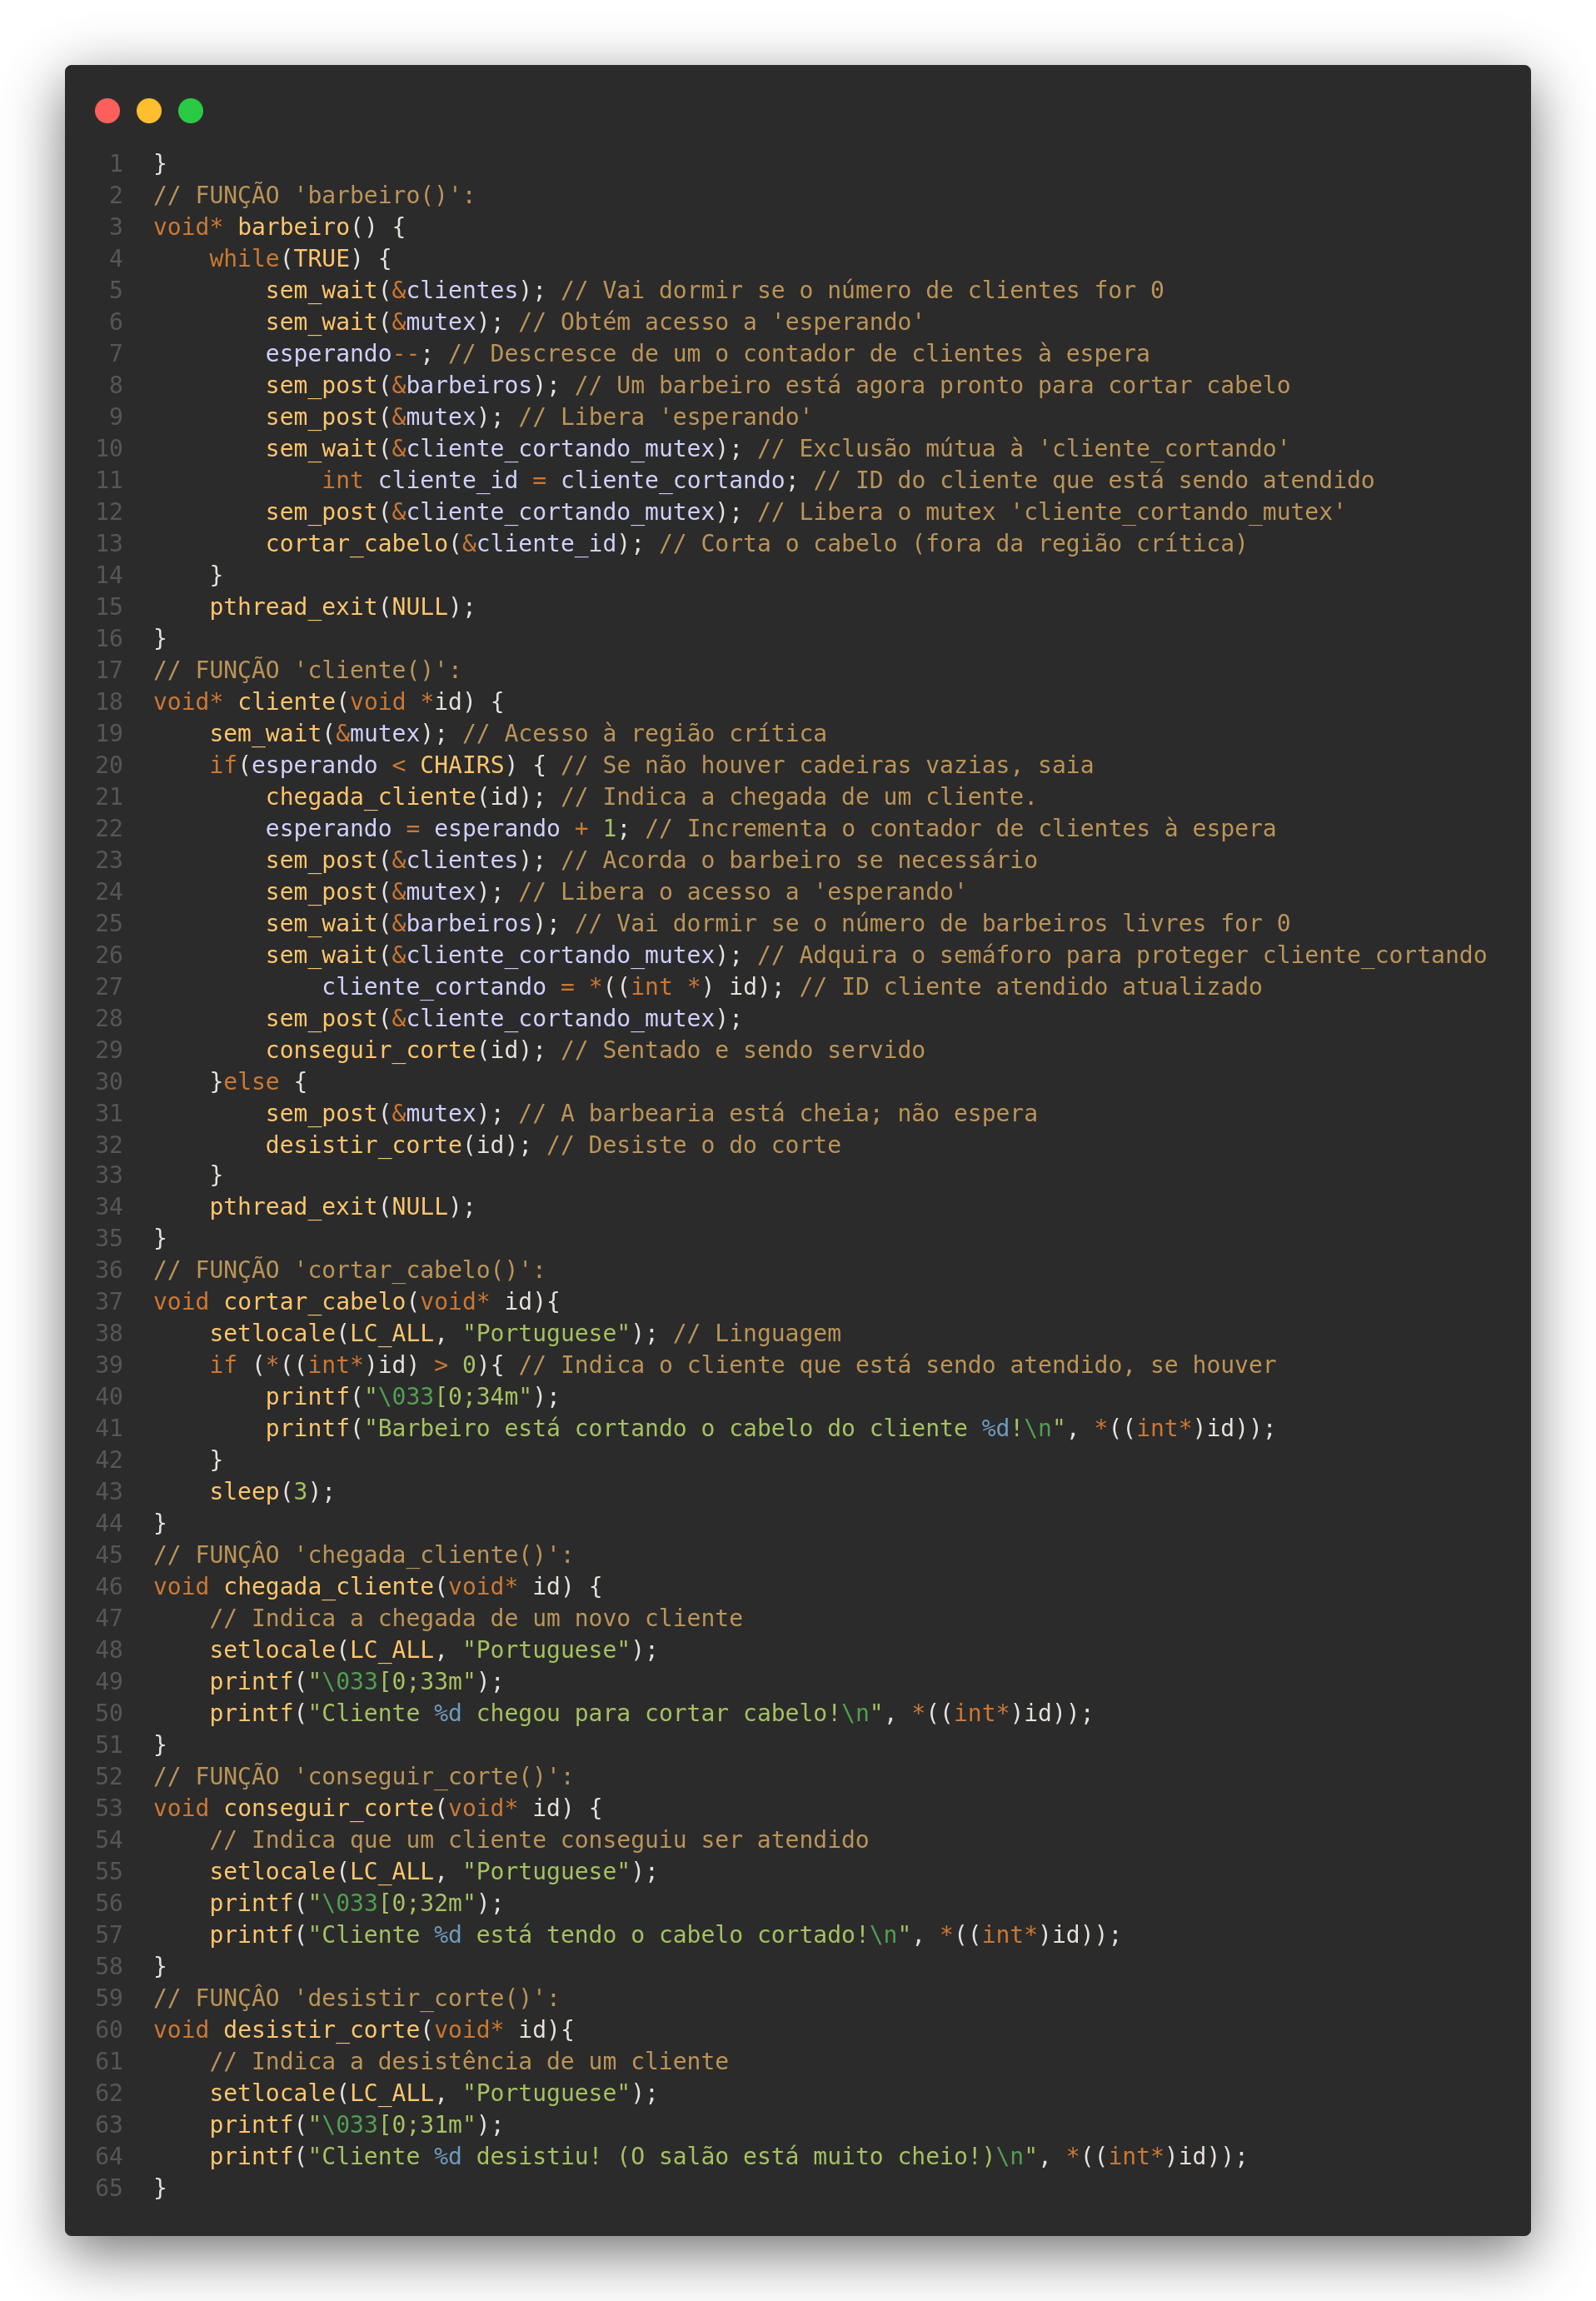 1 }
2 // FUNÇÃO 'barbeiro()':
3 void* barbeiro() {
4     while(TRUE) {
5         sem_wait(&clientes); // Vai dormir se o número de clientes for 0
6         sem_wait(&mutex); // Obtém acesso a 'esperando'
7         esperando--; // Descresce de um o contador de clientes à espera
8         sem_post(&barbeiros); // Um barbeiro está agora pronto para cortar cabelo
9         sem_post(&mutex); // Libera 'esperando'
10         sem_wait(&cliente_cortando_mutex); // Exclusão mútua à 'cliente_cortando'
11             int cliente_id = cliente_cortando; // ID do cliente que está sendo atendido
12         sem_post(&cliente_cortando_mutex); // Libera o mutex 'cliente_cortando_mutex'
13         cortar_cabelo(&cliente_id); // Corta o cabelo (fora da região crítica)
14     }
15     pthread_exit(NULL);
16 }
17 // FUNÇÃO 'cliente()':
18 void* cliente(void *id) {
19     sem_wait(&mutex); // Acesso à região crítica
20     if(esperando < CHAIRS) { // Se não houver cadeiras vazias, saia
21         chegada_cliente(id); // Indica a chegada de um cliente.
22         esperando = esperando + 1; // Incrementa o contador de clientes à espera
23         sem_post(&clientes); // Acorda o barbeiro se necessário
24         sem_post(&mutex); // Libera o acesso a 'esperando'
25         sem_wait(&barbeiros); // Vai dormir se o número de barbeiros livres for 0
26         sem_wait(&cliente_cortando_mutex); // Adquira o semáforo para proteger cliente_cortando
27             cliente_cortando = *((int *) id); // ID cliente atendido atualizado
28         sem_post(&cliente_cortando_mutex);
29         conseguir_corte(id); // Sentado e sendo servido
30     }else {
31         sem_post(&mutex); // A barbearia está cheia; não espera
32         desistir_corte(id); // Desiste o do corte
33     }
34     pthread_exit(NULL);
35 }
36 // FUNÇÃO 'cortar_cabelo()':
37 void cortar_cabelo(void* id){
38     setlocale(LC_ALL, "Portuguese"); // Linguagem
39     if (*((int*)id) > 0){ // Indica o cliente que está sendo atendido, se houver
40         printf("\033[0;34m");
41         printf("Barbeiro está cortando o cabelo do cliente %d!\n", *((int*)id));
42     }
43     sleep(3);
44 }
45 // FUNÇÂO 'chegada_cliente()':
46 void chegada_cliente(void* id) {
47     // Indica a chegada de um novo cliente
48     setlocale(LC_ALL, "Portuguese");
49     printf("\033[0;33m");
50     printf("Cliente %d chegou para cortar cabelo!\n", *((int*)id));
51 }
52 // FUNÇÃO 'conseguir_corte()':
53 void conseguir_corte(void* id) {
54     // Indica que um cliente conseguiu ser atendido
55     setlocale(LC_ALL, "Portuguese");
56     printf("\033[0;32m");
57     printf("Cliente %d está tendo o cabelo cortado!\n", *((int*)id));
58 }
59 // FUNÇÂO 'desistir_corte()':
60 void desistir_corte(void* id){
61     // Indica a desistência de um cliente
62     setlocale(LC_ALL, "Portuguese");
63     printf("\033[0;31m");
64     printf("Cliente %d desistiu! (O salão está muito cheio!)\n", *((int*)id));
65 }